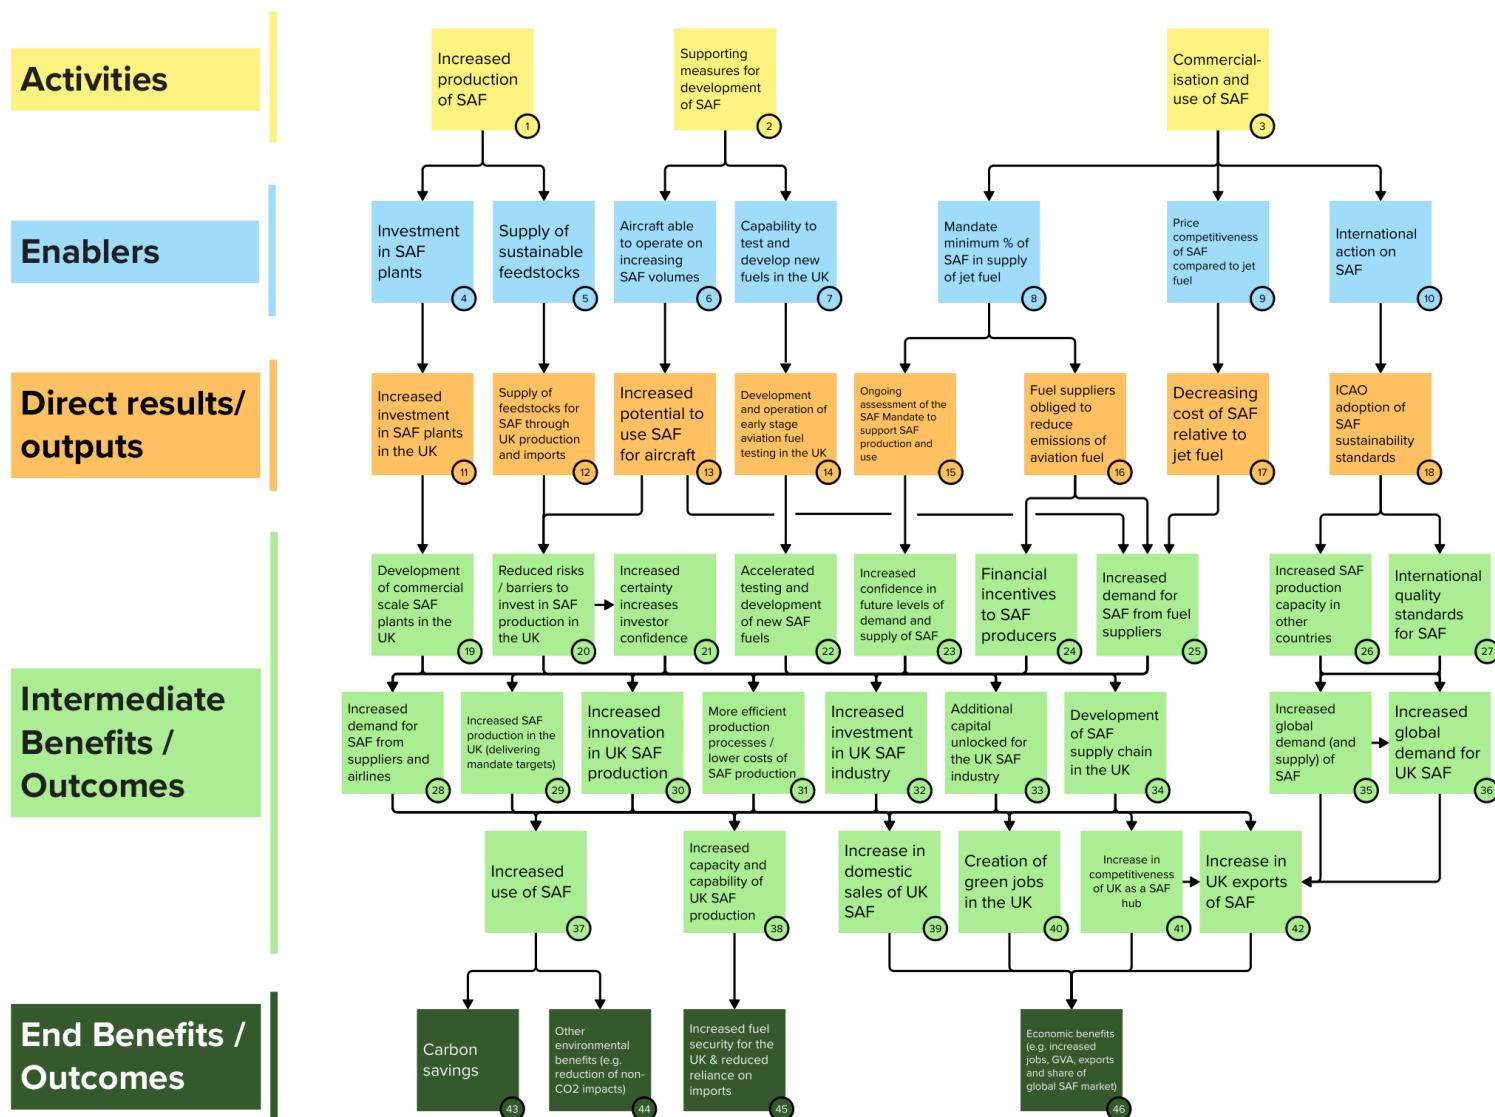 Activities
Increased
production
of SAF
1
Supporting
measures for
development
of SAF
2
Commercial-
isation and
use of SAF
3
Enablers
Investment
in SAF
plants
4
Supply of
sustainable
feedstocks
5
Aircraft able
to operate on
increasing
SAF volumes
6
Capability to
test and
develop new
fuels in the UK
7
Mandate
minimum % of
SAF in supply
of jet fuel
8
Price
competitiveness
of SAF
compared to jet
fuel
9
International
action on
SAF
10
Direct results/
outputs
Increased
investment
in SAF plants
in the UK
11
Supply of
feedstocks for
SAF through
UK production
and imports
12
Increased
potential to
use SAF
for aircraft
13
Development
and operation of
early stage
aviation fuel
testing in the UK
14
Ongoing
assessment of the
SAF Mandate to
support SAF
production and
use
15
Fuel suppliers
obliged to
reduce
emissions of
aviation fuel
16
Decreasing
cost of SAF
relative to
jet fuel
17
ICAO
adoption of
SAF
sustainability
standards
18
Intermediate
Benefits /
Outcomes
Development
of commercial
scale SAF
plants in the
UK
19
Reduced risks
/ barriers to
invest in SAF
production in
the UK
20
Increased
certainty
increases
investor
confidence
21
Accelerated
testing and
development
of new SAF
fuels
22
Increased
confidence in
future levels of
demand and
supply of SAF
23
Financial
incentives
to SAF
producers
24
Increased
demand for
SAF from fuel
suppliers
25
Increased SAF
production
capacity in
other
countries
26
International
quality
standards
for SAF
27
Increased
demand for
SAF from
suppliers and
airlines
28
Increased SAF
production in the
UK (delivering
mandate targets)
29
Increased
innovation
in UK SAF
production
30
More efficient
production
processes /
lower costs of
SAF production
31
Increased
investment
in UK SAF
industry
32
Additional
capital
unlocked for
the UK SAF
industry
33
Development
of SAF
supply chain
in the UK
34
Increased
global
demand (and
supply) of
SAF
35
Increased
global
demand for
UK SAF
36
Increased
use of SAF
37
Increased
capacity and
capability of
UK SAF
production
38
Increase in
domestic
sales of UK
SAF
39
Creation of
green jobs
in the UK
40
Increase in
competitiveness
of UK as a SAF
hub
41
Increase in
UK exports
of SAF
42
End Benefits /
Outcomes
Carbon
savings
43
Other
environmental
benefits (e.g.
reduction of non-
CO2 impacts)
44
Increased fuel
security for the
UK & reduced
reliance on
imports
45
Economic benefits
(e.g. increased
jobs, GVA, exports
and share of
global SAF market)
46